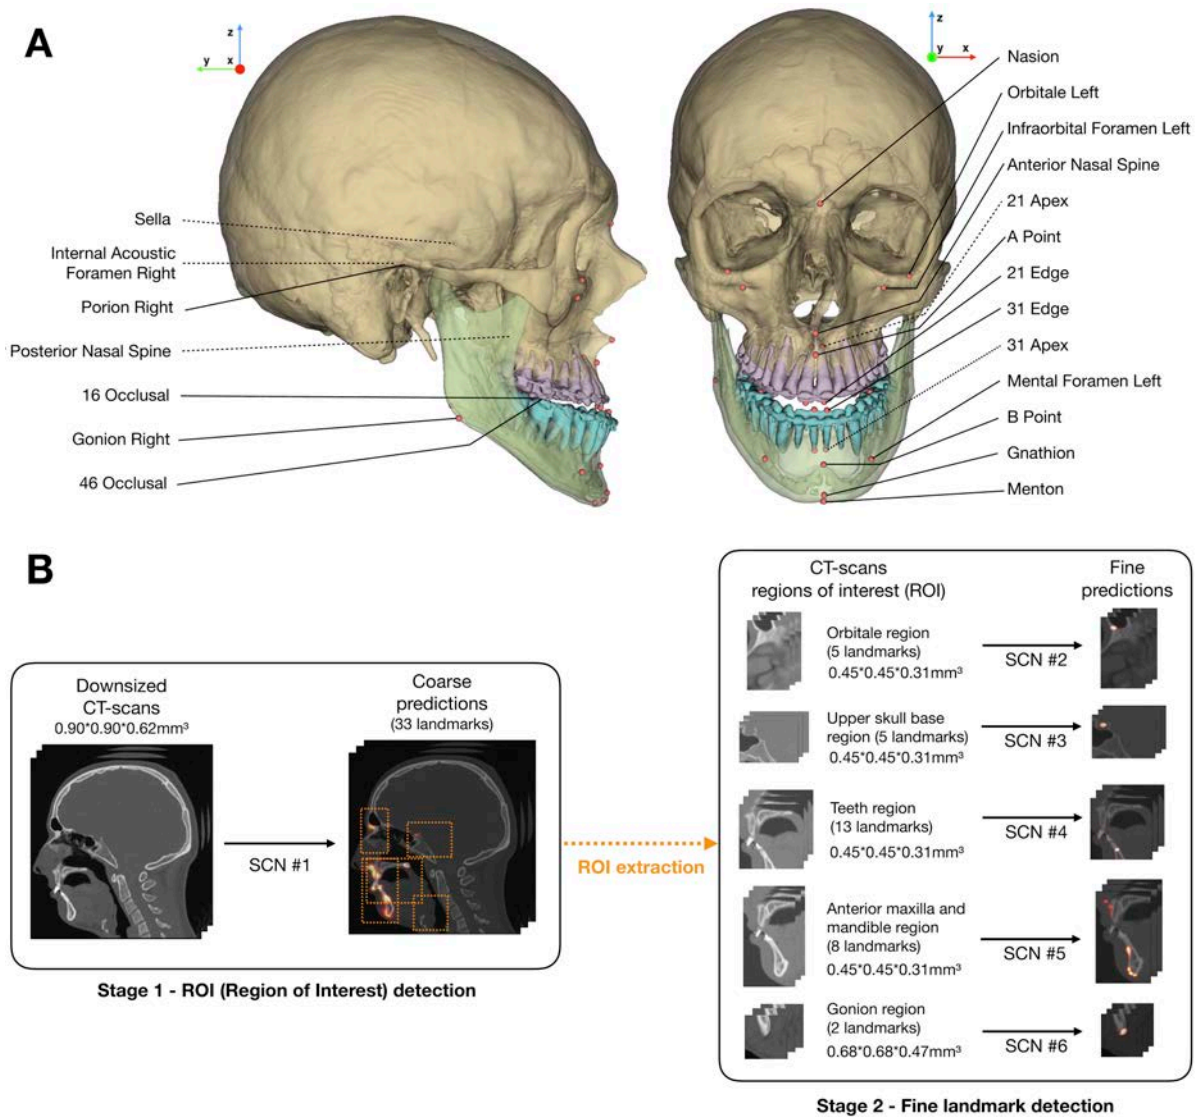 A
z
y x
z
y x
Nasion
Orbitale Left
Infraorbital Foramen Left
Anterior Nasal Spine
21 Apex
A Point
21 Edge
31 Edge
31 Apex
Mental Foramen Left
B Point
Gnathion
Menton
Sella
Internal Acoustic
Foramen Right
Porion Right
Posterior Nasal Spine
16 Occlusal
Gonion Right
46 Occlusal
B
Downsized
CT-scans
0.90*0.90*0.62mm³
SCN #1
Coarse
predictions
(33 landmarks)
Stage 1 - ROI (Region of Interest) detection
ROI extraction
CT-scans
regions of interest (ROI)
Fine
predictions
Orbitale region
(5 landmarks)
0.45*0.45*0.31mm³
SCN #2
Upper skull base
region (5 landmarks)
0.45*0.45*0.31mm³
SCN #3
Teeth region
(13 landmarks)
0.45*0.45*0.31mm³
SCN #4
Anterior maxilla and
mandible region
(8 landmarks)
0.45*0.45*0.31mm³
SCN #5
Gonion region
(2 landmarks)
0.68*0.68*0.47mm³
SCN #6
Stage 2 - Fine landmark detection